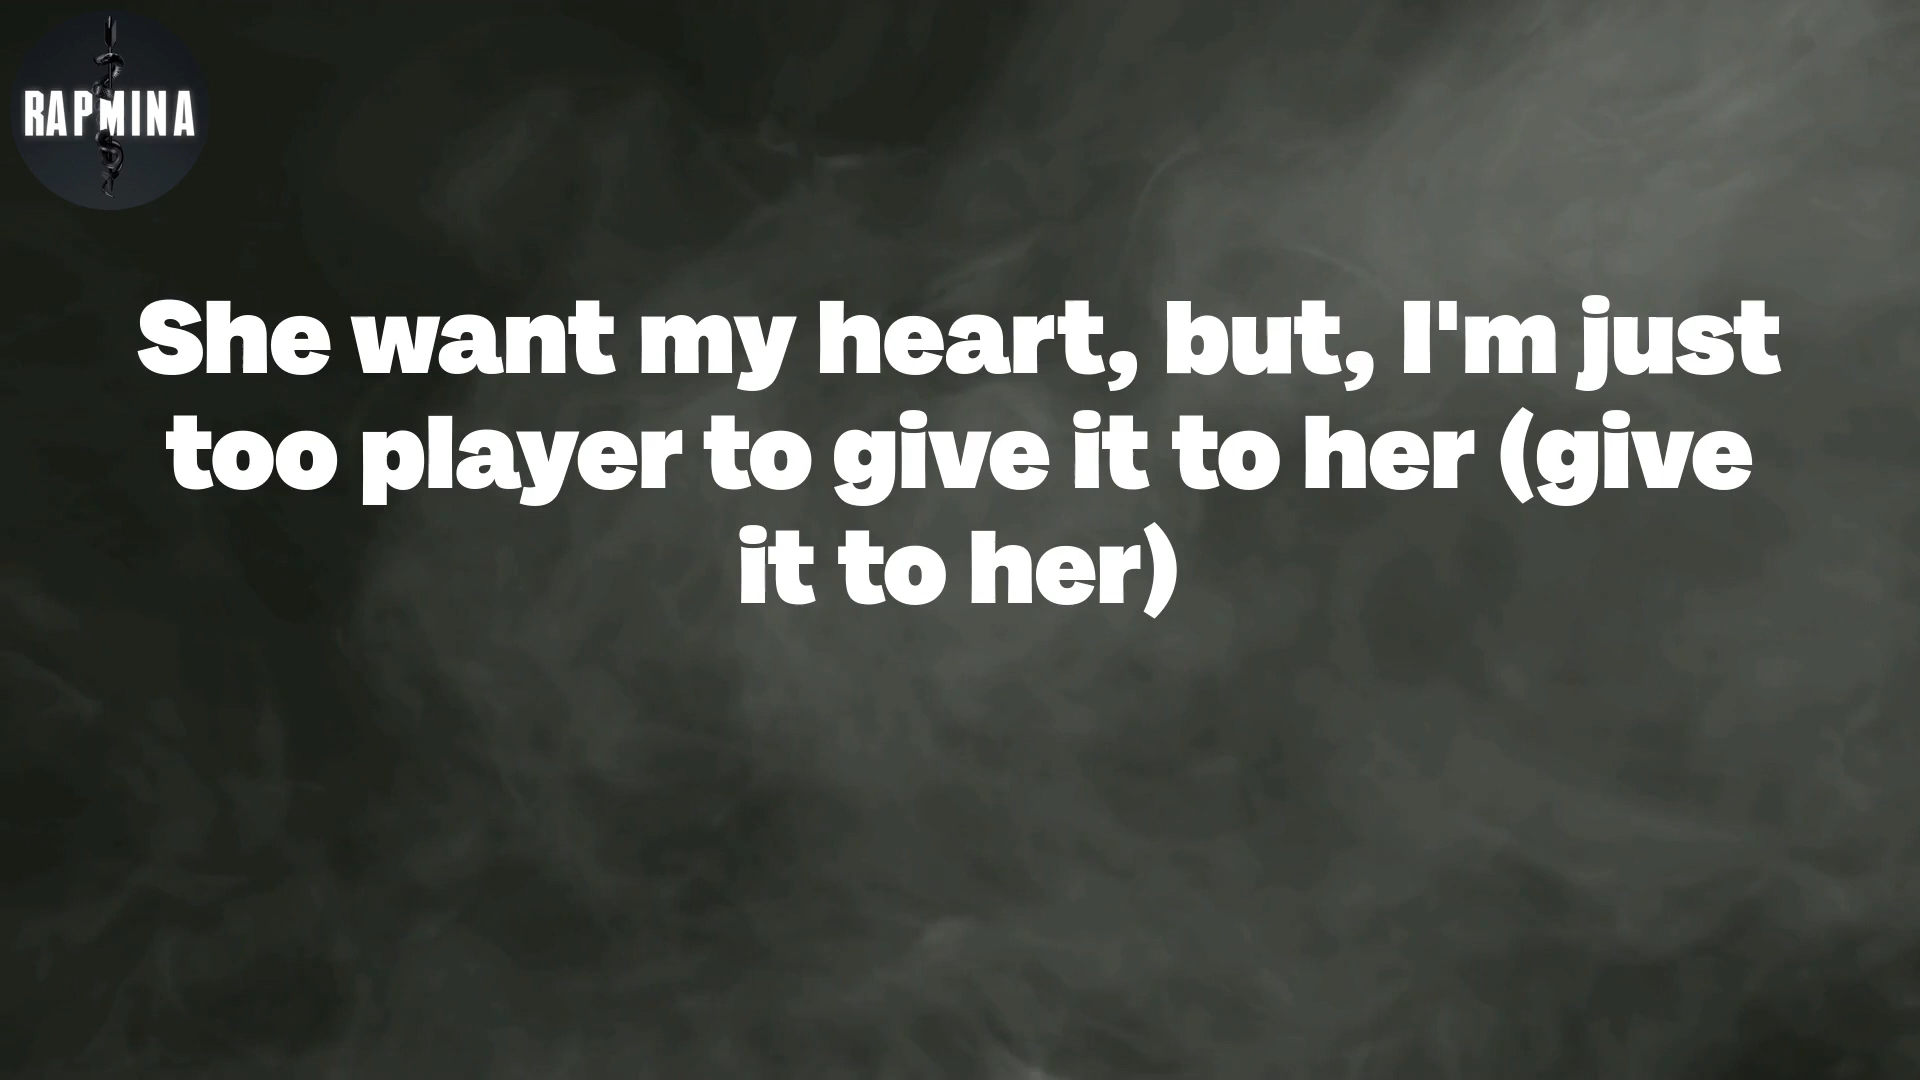 RAPMINA
She want my heart, but, I'm just
too player to give it to her (give
it to her)